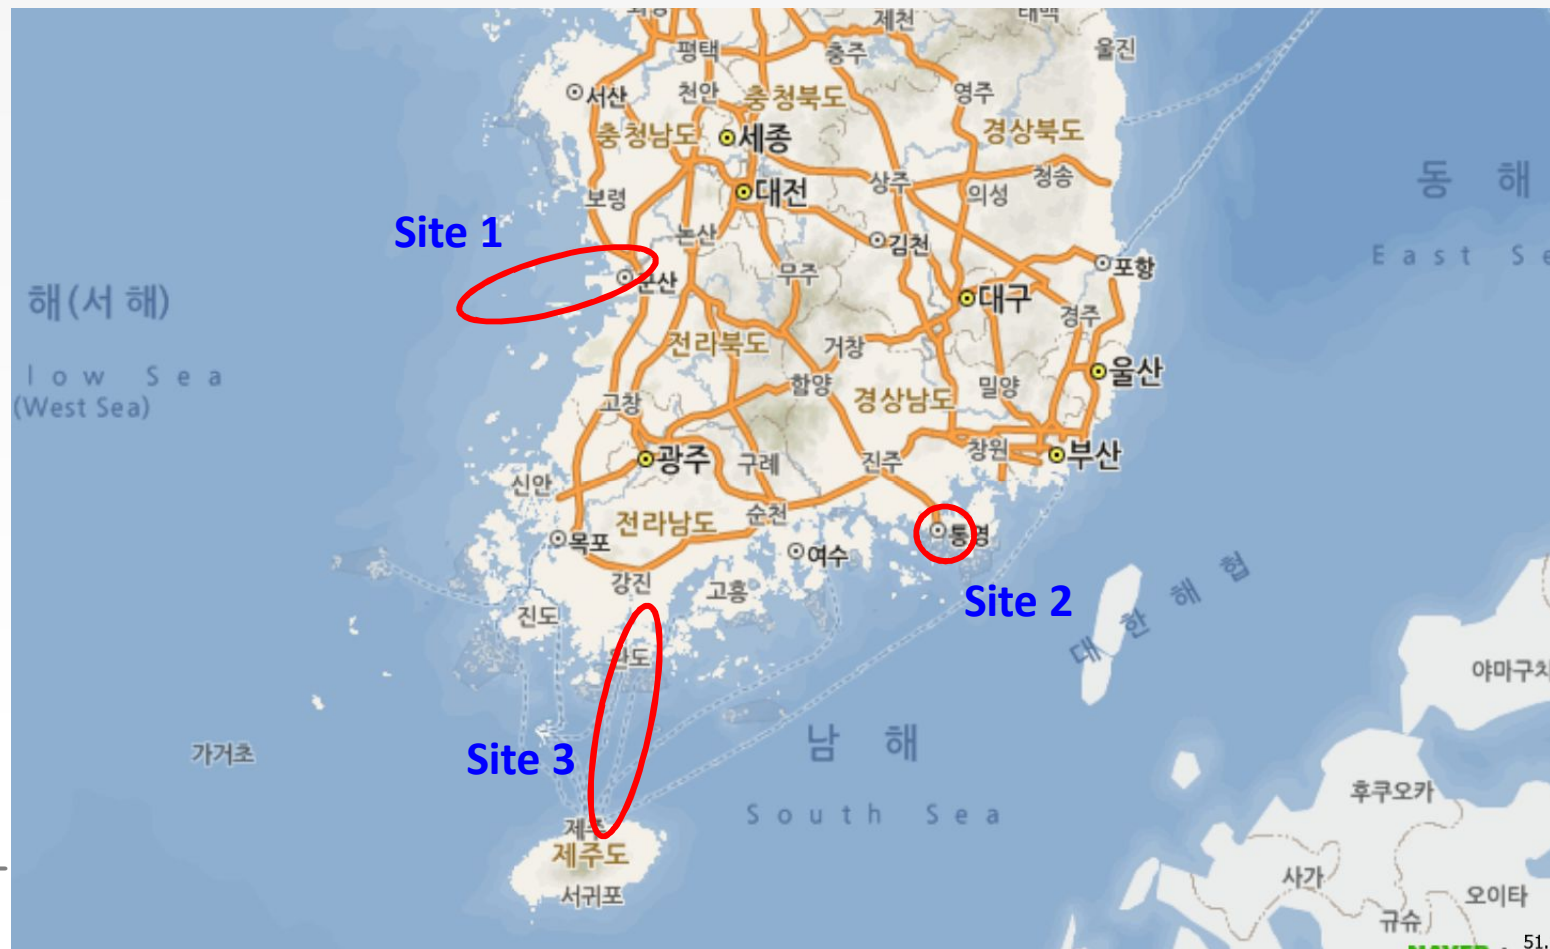 제천
태백
평택
충주
울진
서산
천안
충청북도
영주
충청남도
세종
경상북도
상주
청송
동 해
보령
대전
의성
Site 1
논산
김천
East Se
무주
포항
해(서 해)
군산
대구
경주
전라북도
거창
low Sea
울산
(West Sea)
고창
함양
경상남도
밀양
광주
구례
진주
창원
부산
신안
전라남도
순천
목포
여수
통영
강진
고흥
Site 2
대 한 해 협
진도
완도
야마구치
Site 3
남 해
가거초
South Sea
후쿠오카
제주
제주도
서귀포
사가
오이타
규슈
51.